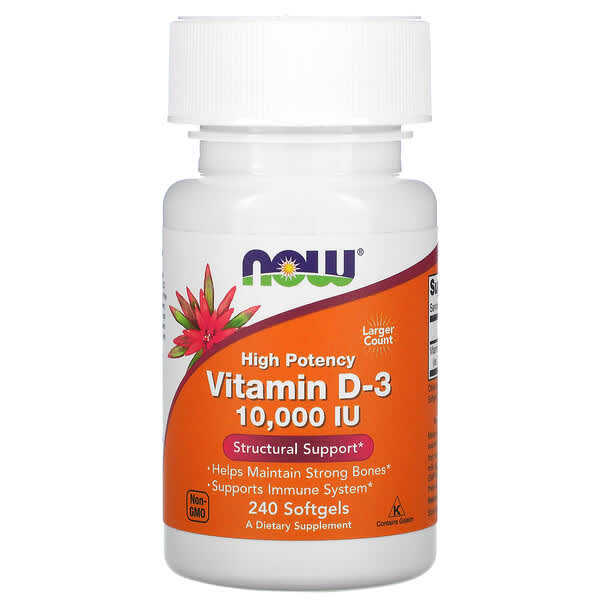 NOW®
Larger
Count
High Potency
Vitamin D-3
10,000 IU
Structural Support*
• Helps Maintain Strong Bones*
• Supports Immune System*
Non-
GMO
240 Softgels
A Dietary Supplement
K
Contains Gelatin